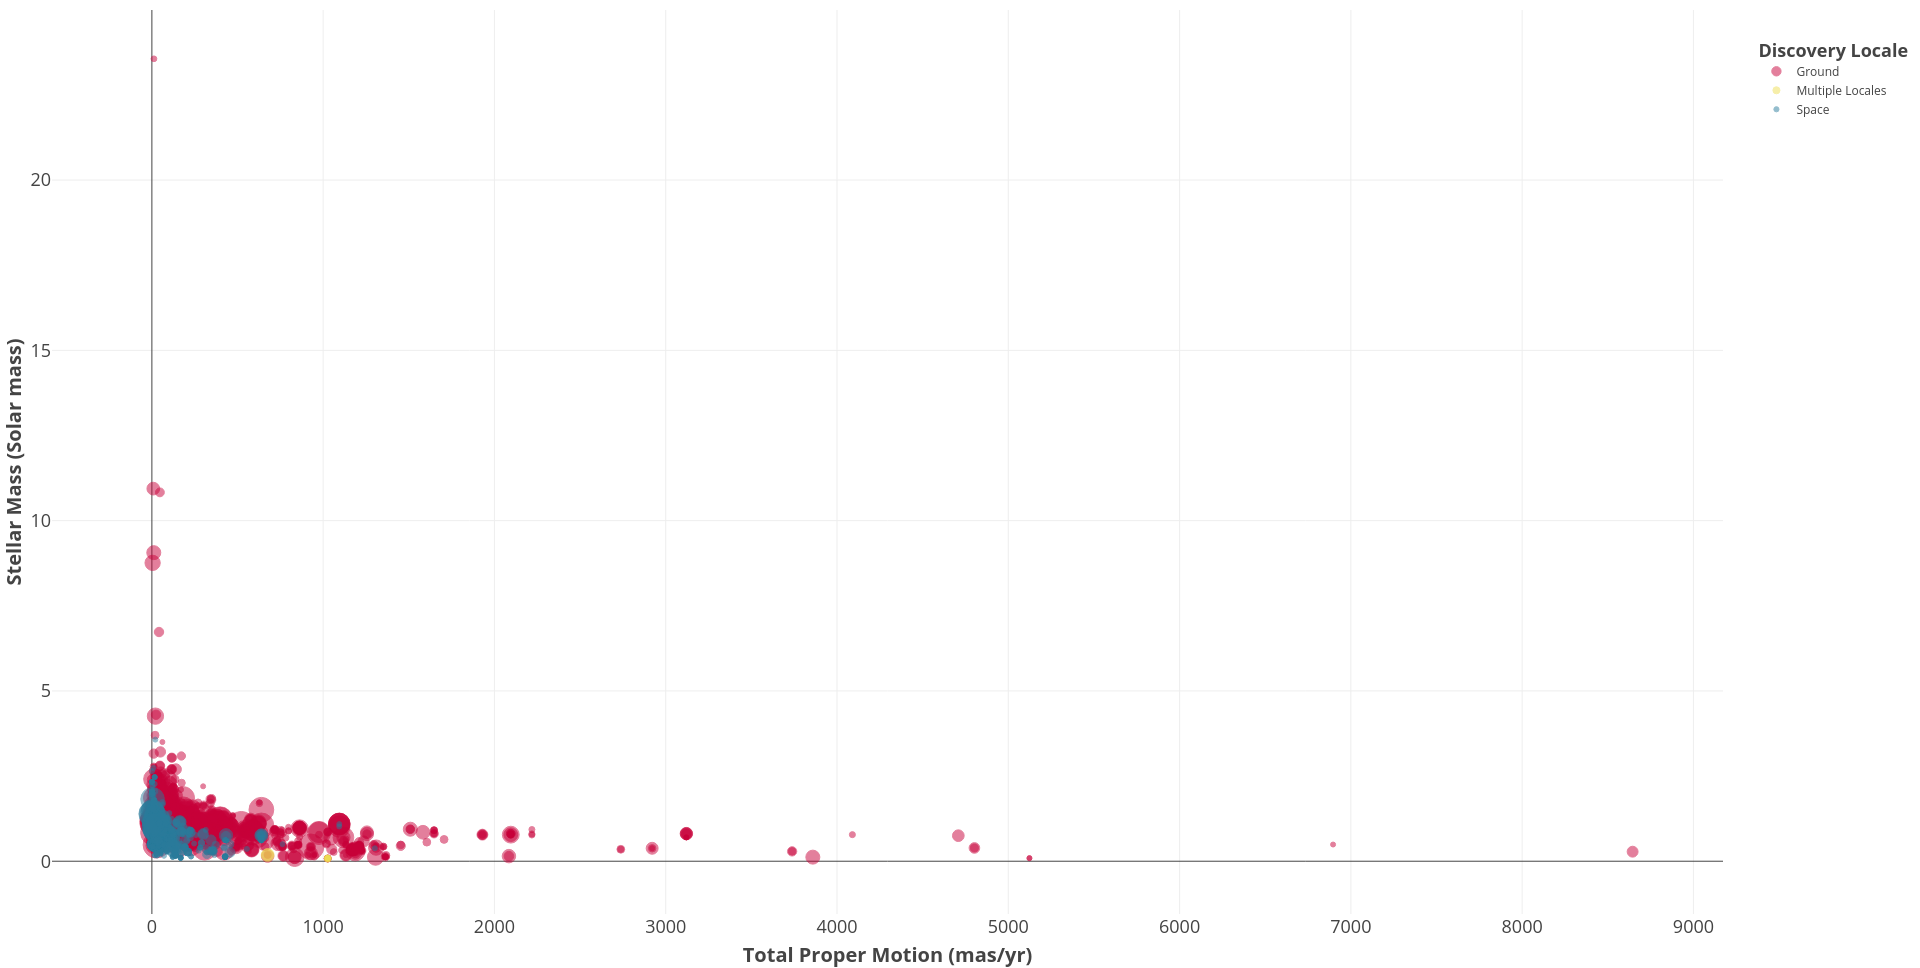 Discovery Locale
Ground
Multiple Locales
Space
Stellar Mass (Solar mass)
20
15
10
5
0
0 1000 2000 3000 4000 5000 6000 7000 8000 9000
Total Proper Motion (mas/yr)